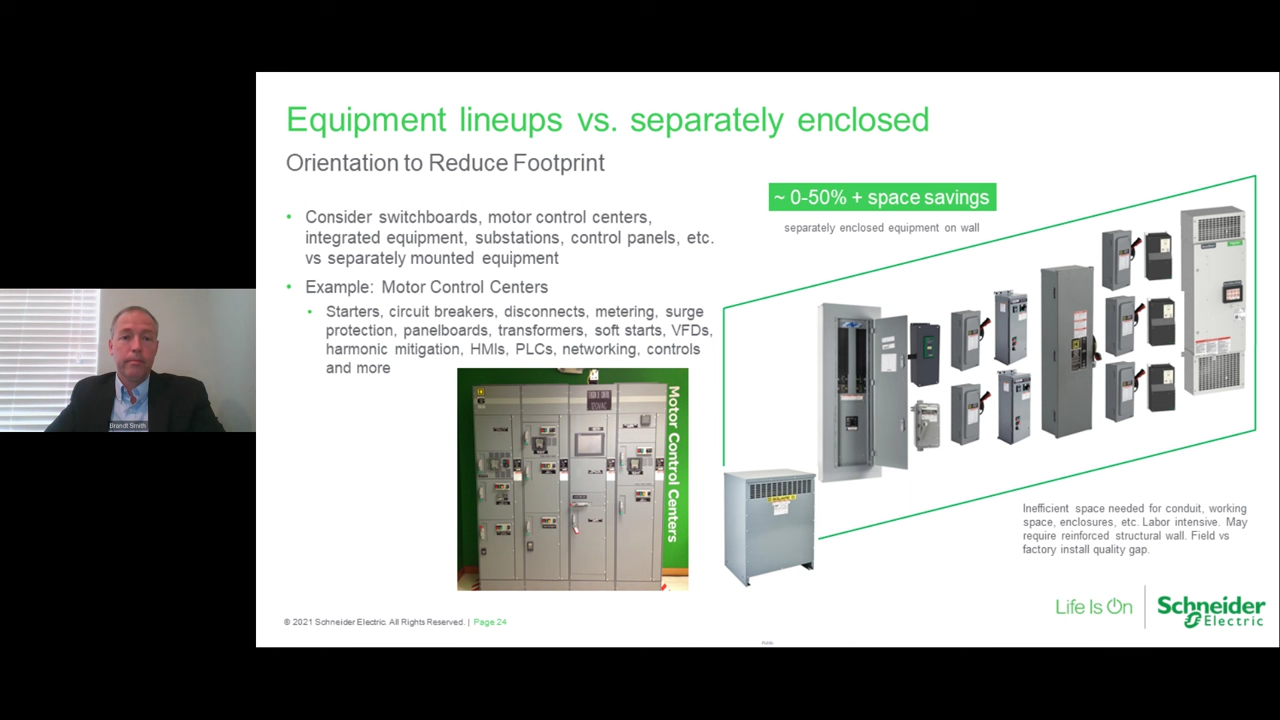 Equipment lineups vs. separately enclosed
Orientation to Reduce Footprint
~ 0-50% + space savings
separately enclosed equipment on wall
• Consider switchboards, motor control centers,
integrated equipment, substations, control panels, etc.
vs separately mounted equipment
• Example: Motor Control Centers
• Starters, circuit breakers, disconnects, metering, surge
protection, panelboards, transformers, soft starts, VFDs,
harmonic mitigation, HMIs, PLCs, networking, controls
and more
Motor Control Centers
Brandt Smith
Inefficient space needed for conduit, working
space, enclosures, etc. Labor intensive. May
require reinforced structural wall. Field vs
factory install quality gap.
Life Is On
Schneider
Electric
© 2021 Schneider Electric. All Rights Reserved. | Page 24